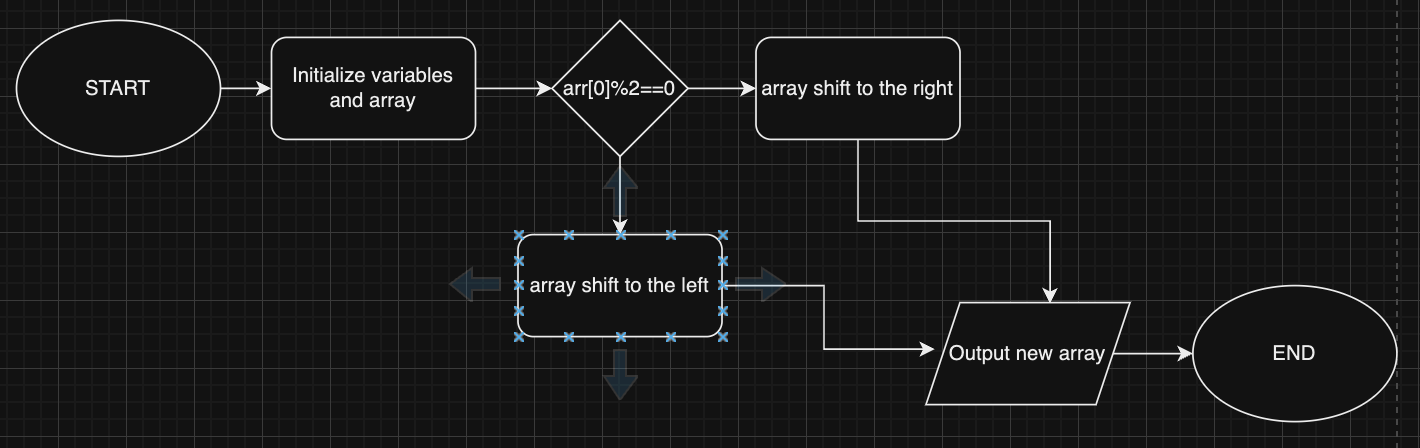 START
Initialize variables
and array
arr[0]%2==0
array shift to the right
array shift to the left
Output new array
END